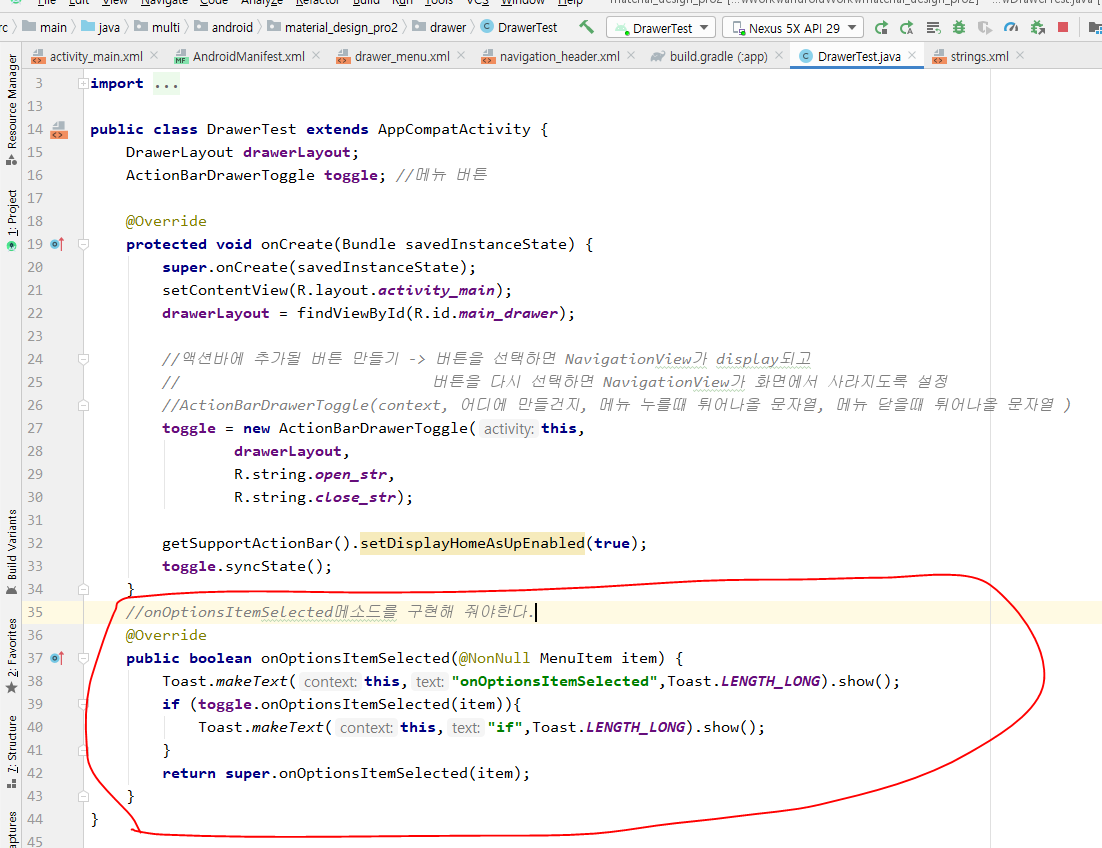 File Edit View Navigate Code Analyze Refactor Build Run Tools VCS Window Help
main java multi android material_design_pro2 drawer DrawerTest DrawerTest Nexus 5X API 29
activity_main.xml AndroidManifest.xml drawer_menu.xml navigation_header.xml build.gradle (:app) DrawerTest.java strings.xml
Resource Manager
1: Project
Build Variants
2: Favorites
7: Structure
3 import ...
13
14 public class DrawerTest extends AppCompatActivity {
15 DrawerLayout drawerLayout;
16 ActionBarDrawerToggle toggle; //메뉴 버튼
17
18 @Override
19 protected void onCreate(Bundle savedInstanceState) {
20 super.onCreate(savedInstanceState);
21 setContentView(R.layout.activity_main);
22 drawerLayout = findViewById(R.id.main_drawer);
23
24 //액션바에 추가될 버튼 만들기 -> 버튼을 선택하면 NavigationView가 display되고
25 // 버튼을 다시 선택하면 NavigationView가 화면에서 사라지도록 설정
26 //ActionBarDrawerToggle(context, 어디에 만들건지, 메뉴 누를때 튀어나올 문자열, 메뉴 닫을때 튀어나올 문자열 )
27 toggle = new ActionBarDrawerToggle( activity: this,
28 drawerLayout,
29 R.string.open_str,
30 R.string.close_str);
31
32 getSupportActionBar().setDisplayHomeAsUpEnabled(true);
33 toggle.syncState();
34 }
35 //onOptionsItemSelected메소드를 구현해 줘야한다.
36 @Override
37 public boolean onOptionsItemSelected(@NonNull MenuItem item) {
38 Toast.makeText( context: this, text: "onOptionsItemSelected",Toast.LENGTH_LONG).show();
39 if (toggle.onOptionsItemSelected(item)){
40 Toast.makeText( context: this, text: "if",Toast.LENGTH_LONG).show();
41 }
42 return super.onOptionsItemSelected(item);
43 }
44 }
45